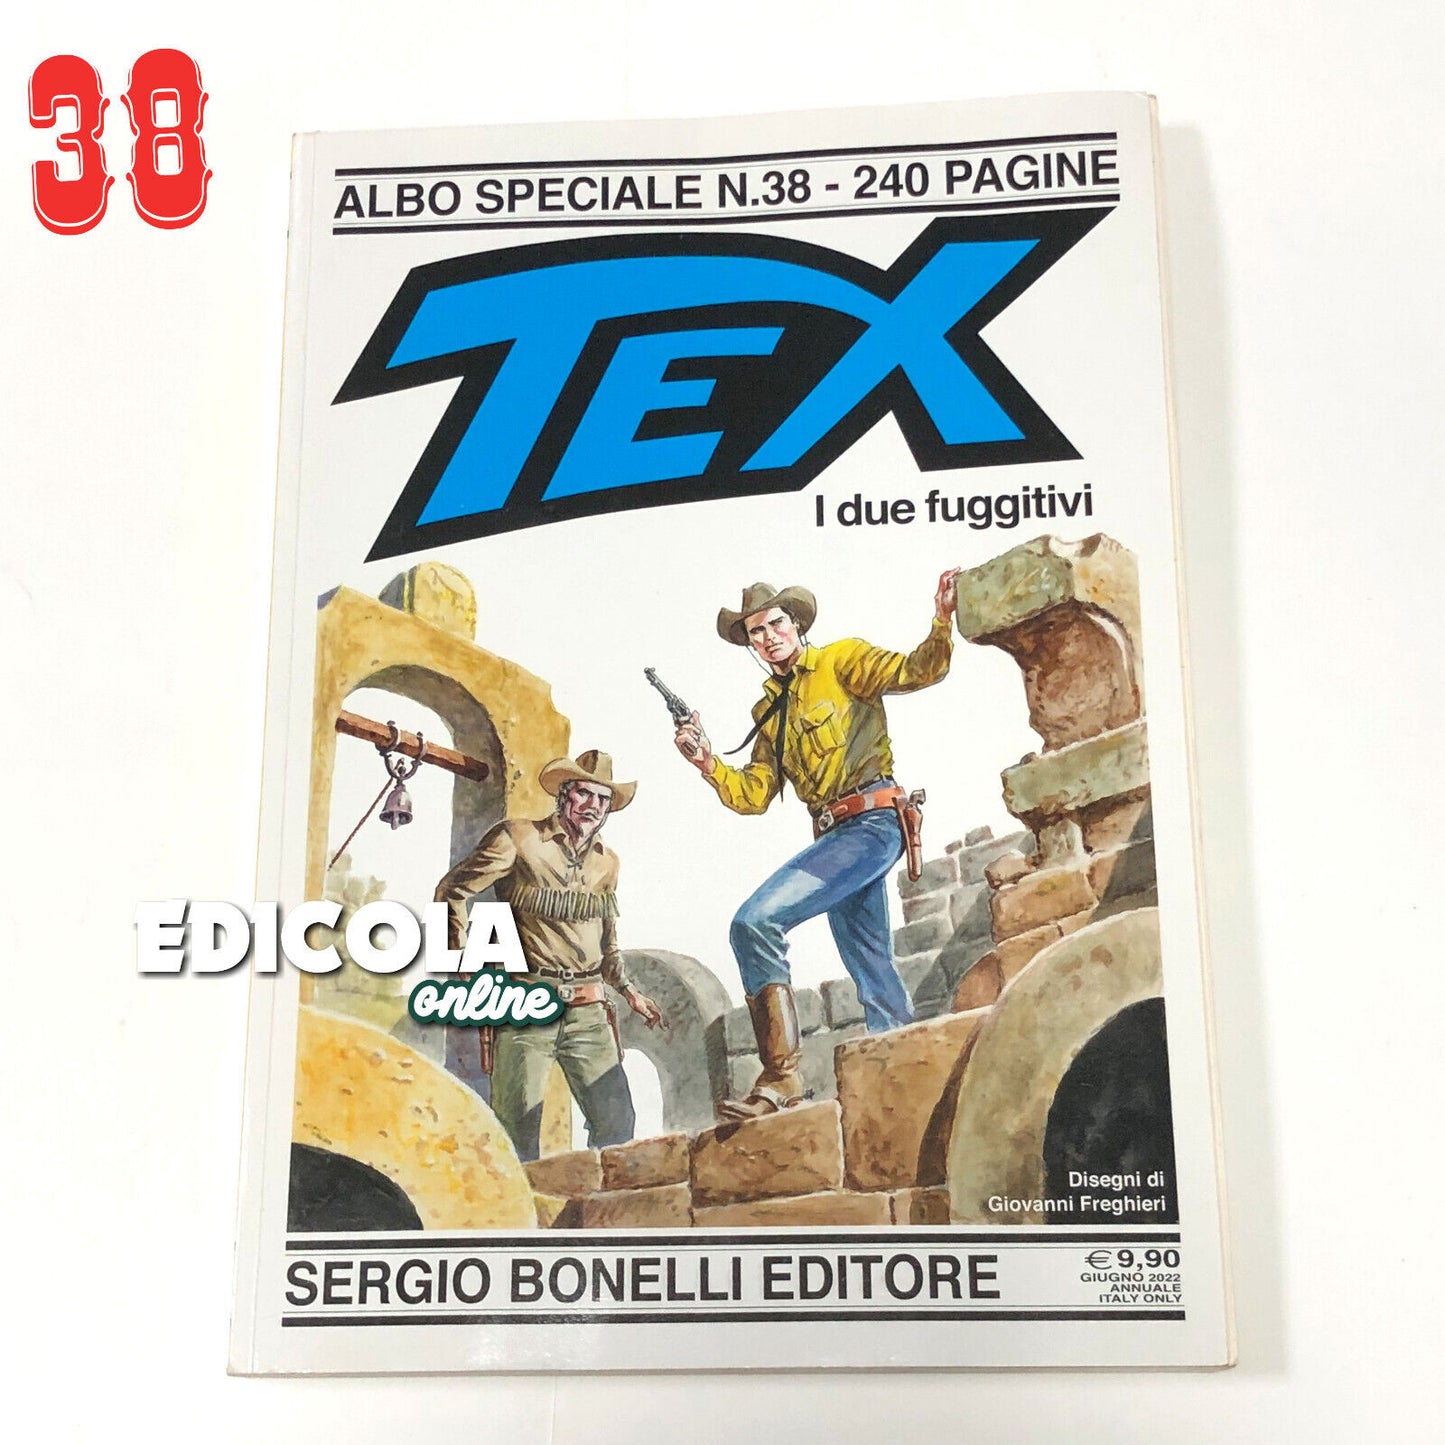 38
ALBO SPECIALE N.38 - 240 PAGINE
TEX
I due fuggitivi
EDICOLA
online
Disegni di
Giovanni Freghieri
SERGIO BONELLI EDITORE
€ 9,90
GIUGNO 2022
ANNUALE
ITALY ONLY